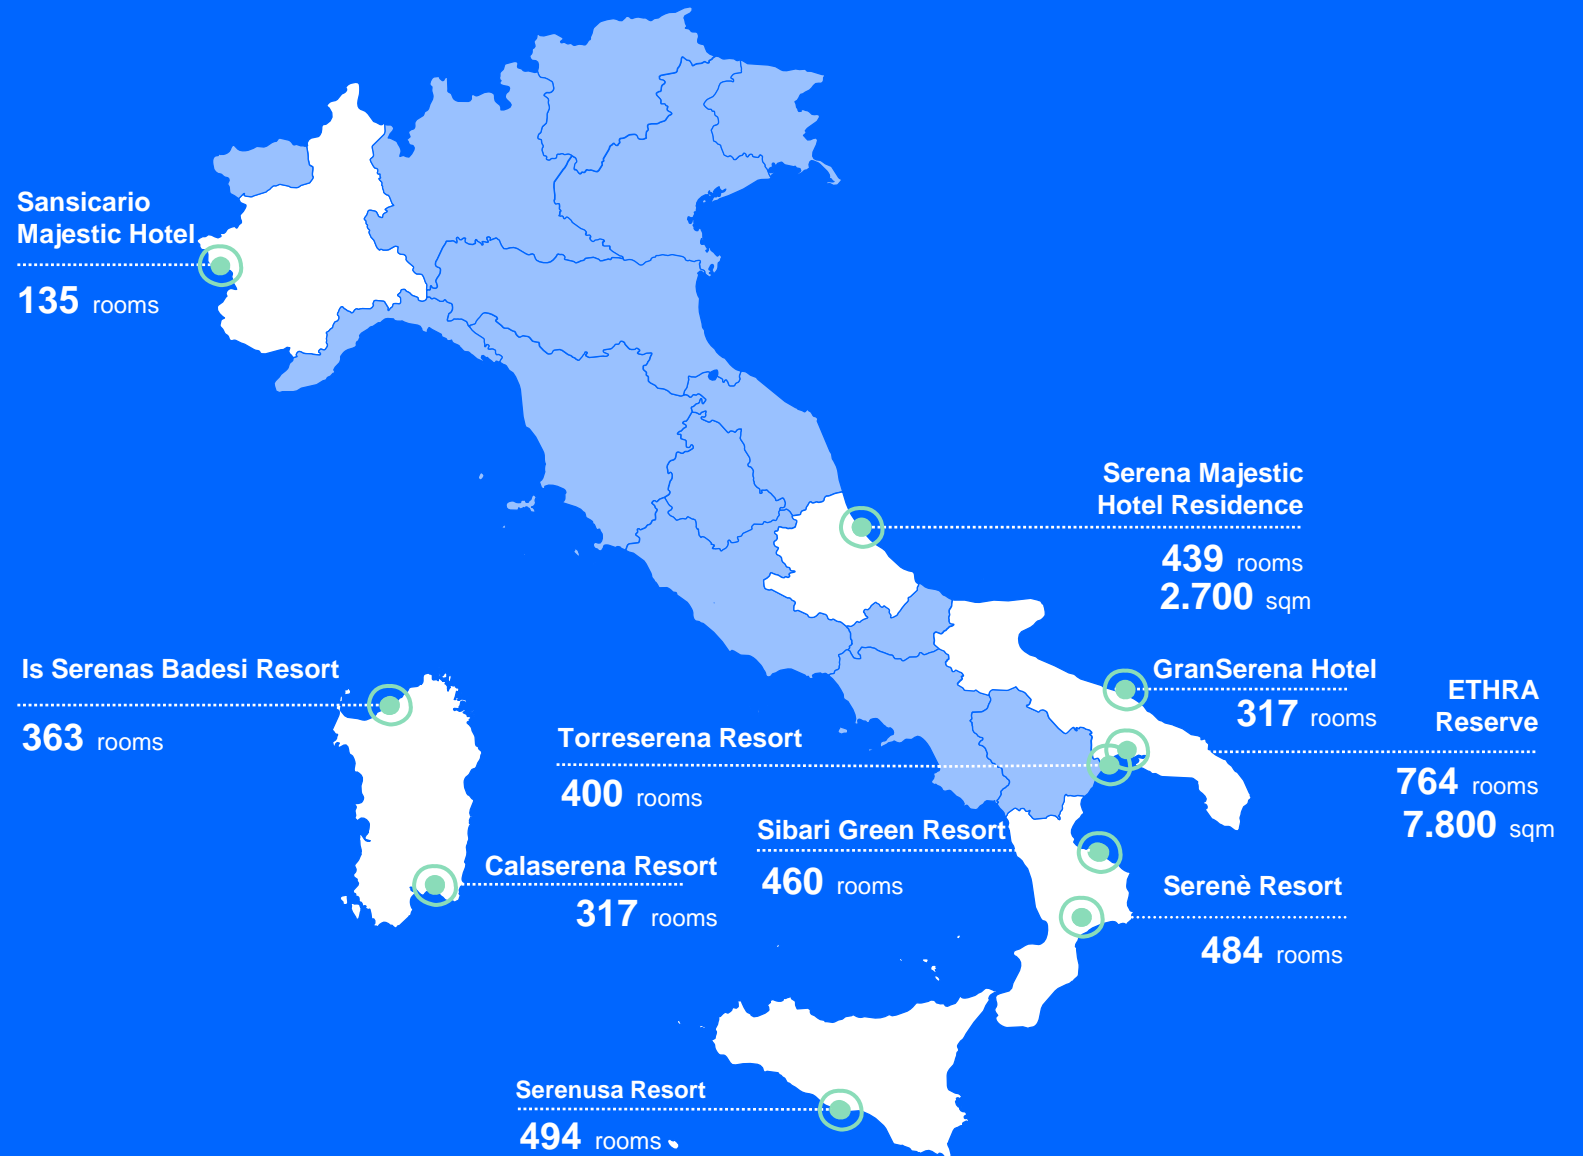 Sansicario
Majestic Hotel
135 rooms
Serena Majestic
Hotel Residence
439 rooms
2.700 sqm
Is Serenas Badesi Resort
363 rooms
GranSerena Hotel
317 rooms
ETHRA
Reserve
764 rooms
7.800 sqm
Torreserena Resort
400 rooms
Sibari Green Resort
460 rooms
Calaserena Resort
317 rooms
Serenè Resort
484 rooms
Serenusa Resort
494 rooms